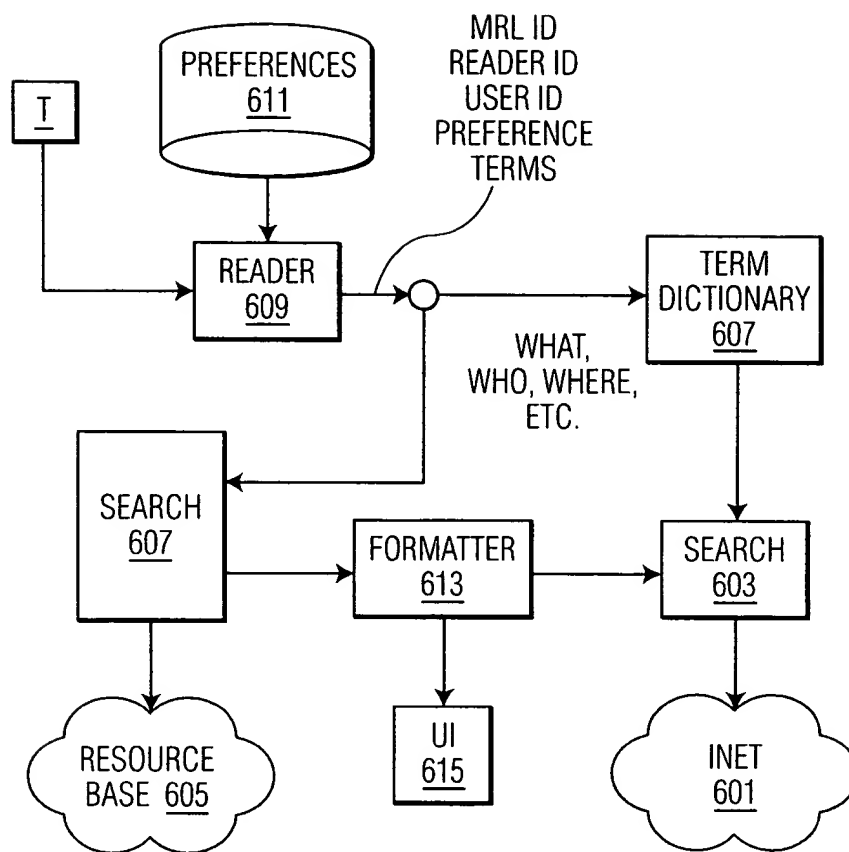 MRL ID
READER ID
USER ID
PREFERENCE
TERMS
PREFERENCES
611
T
READER
609
TERM
DICTIONARY
607
WHAT,
WHO, WHERE,
ETC.
SEARCH
607
FORMATTER
613
SEARCH
603
RESOURCE
BASE 605
UI
615
INET
601